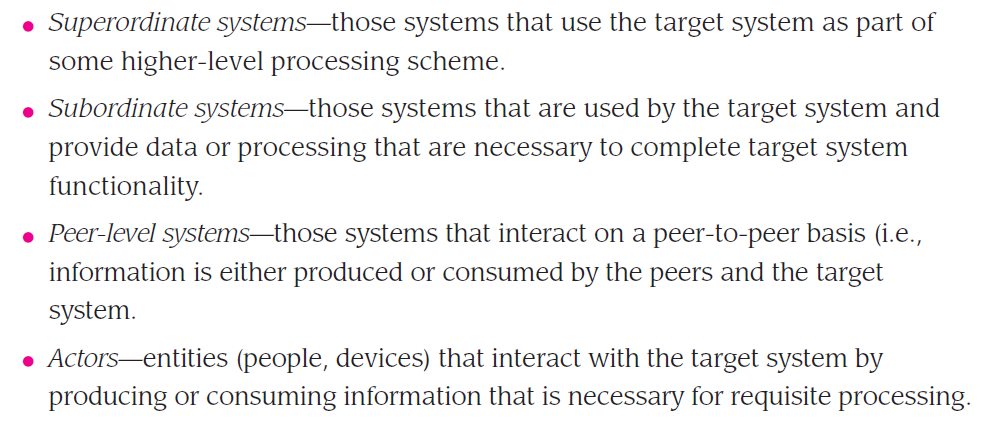 • Superordinate systems—those systems that use the target system as part of
some higher-level processing scheme.
• Subordinate systems—those systems that are used by the target system and
provide data or processing that are necessary to complete target system
functionality.
• Peer-level systems—those systems that interact on a peer-to-peer basis (i.e.,
information is either produced or consumed by the peers and the target
system.
• Actors—entities (people, devices) that interact with the target system by
producing or consuming information that is necessary for requisite processing.